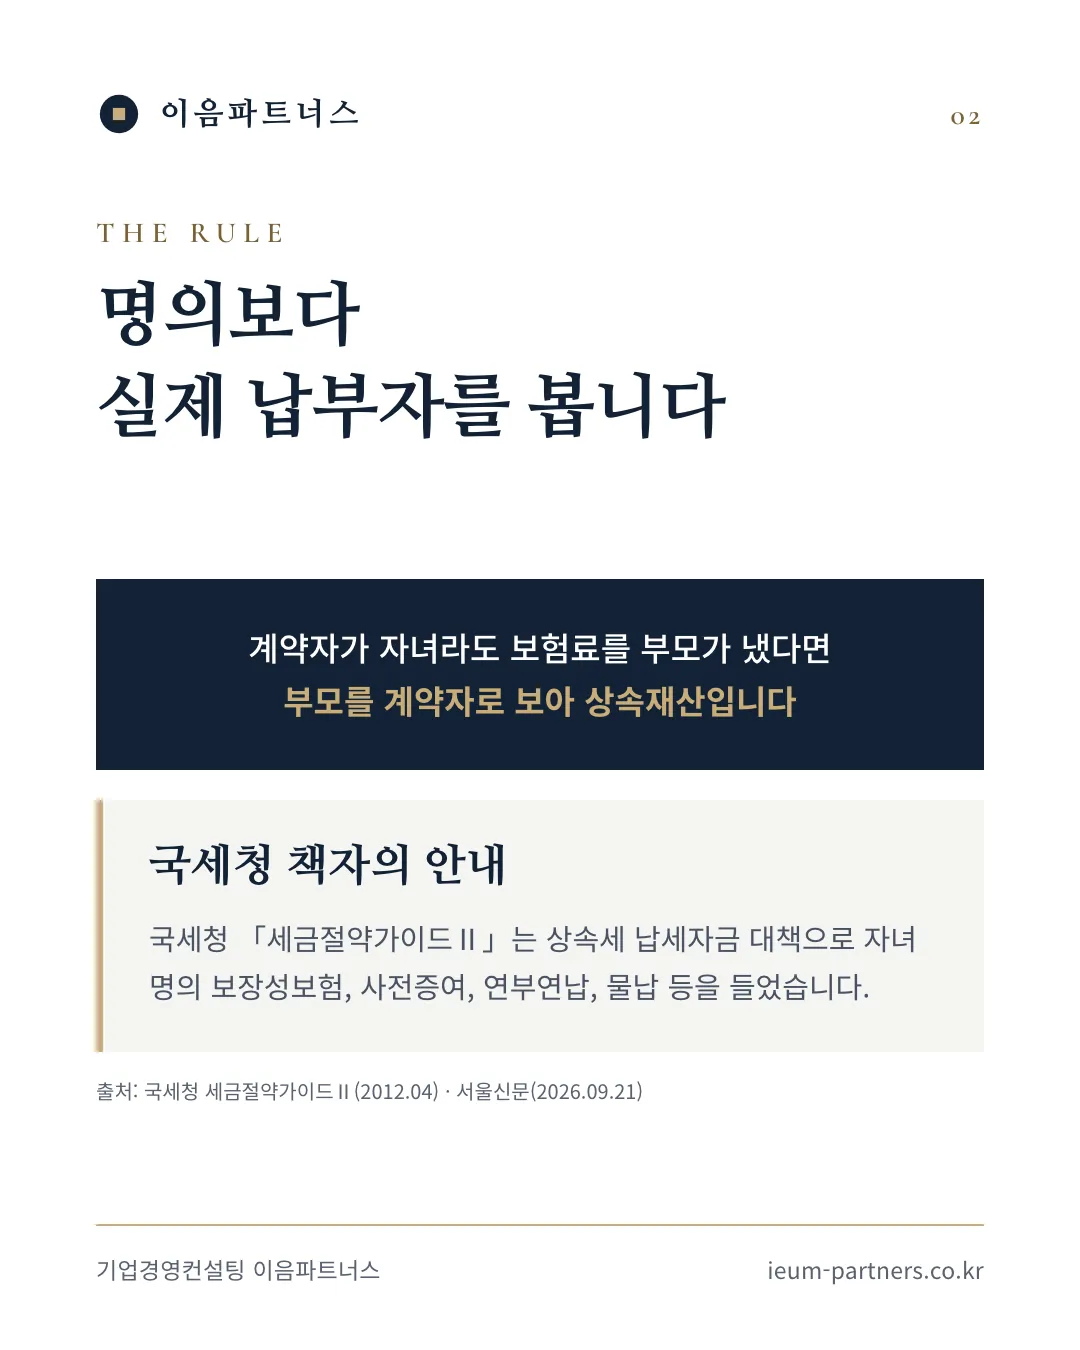 이음파트너스
02
THE RULE
명의보다
실제 납부자를 봅니다
계약자가 자녀라도 보험료를 부모가 냈다면
부모를 계약자로 보아 상속재산입니다
국세청 책자의 안내
국세청 「세금절약가이드Ⅱ」는 상속세 납세자금 대책으로 자녀
명의 보장성보험, 사전증여, 연부연납, 물납 등을 들었습니다.
출처: 국세청 세금절약가이드Ⅱ(2012.04) · 서울신문(2026.09.21)
기업경영컨설팅 이음파트너스
ieum-partners.co.kr